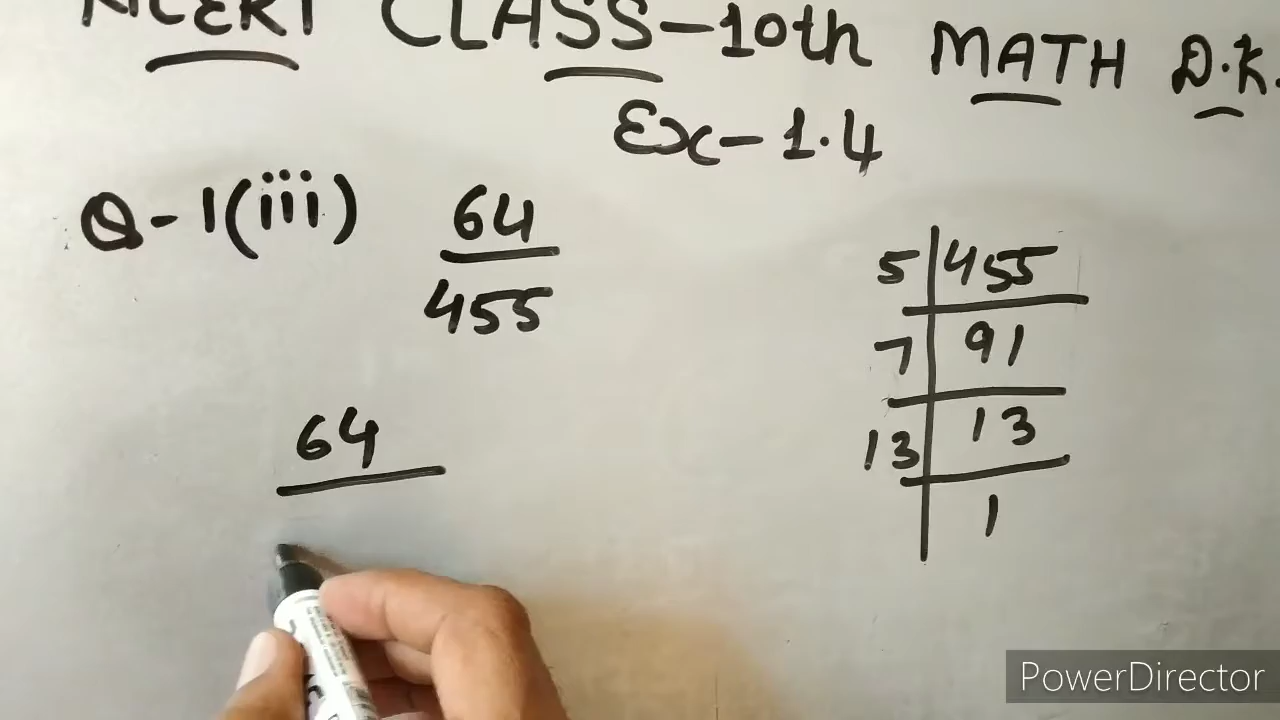 NCERT CLASS-10th MATH D.K.
Ex-1.4
Q-1(iii) 64
455
5 455
7 91
13 13
1
64
PowerDirector